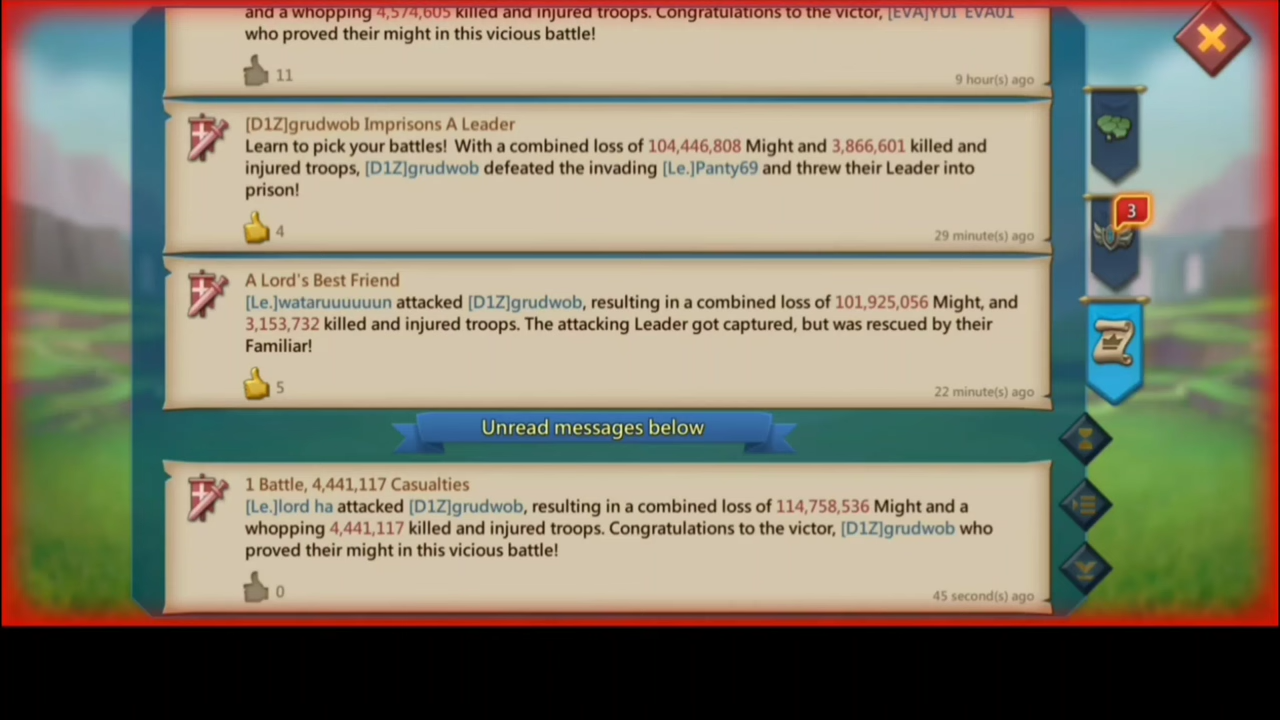 and a whopping 4,574,605 killed and injured troops. Congratulations to the victor, [EVA]YUI EVA01
who proved their might in this vicious battle!
11
9 hour(s) ago
[D1Z]grudwob Imprisons A Leader
Learn to pick your battles! With a combined loss of 104,446,808 Might and 3,866,601 killed and
injured troops, [D1Z]grudwob defeated the invading [Le.]Panty69 and threw their Leader into
prison!
4
29 minute(s) ago
3
A Lord's Best Friend
[Le.]wataruuuuuun attacked [D1Z]grudwob, resulting in a combined loss of 101,925,056 Might, and
3,153,732 killed and injured troops. The attacking Leader got captured, but was rescued by their
Familiar!
5
22 minute(s) ago
Unread messages below
1 Battle, 4,441,117 Casualties
[Le.]lord ha attacked [D1Z]grudwob, resulting in a combined loss of 114,758,536 Might and a
whopping 4,441,117 killed and injured troops. Congratulations to the victor, [D1Z]grudwob who
proved their might in this vicious battle!
0
45 second(s) ago